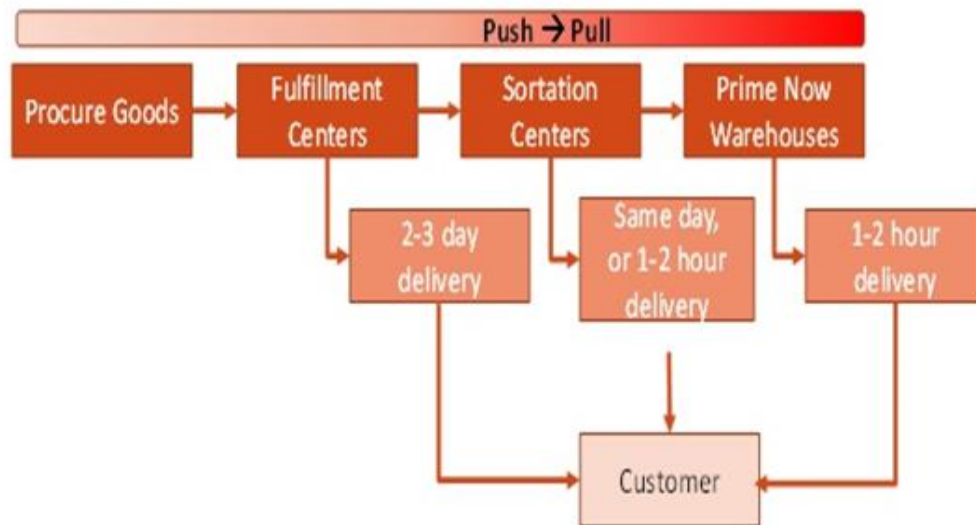 Push → Pull
Procure Goods
Fulfillment
Centers
Sortation
Centers
Prime Now
Warehouses
2-3 day
delivery
Same day,
or 1-2 hour
delivery
1-2 hour
delivery
Customer